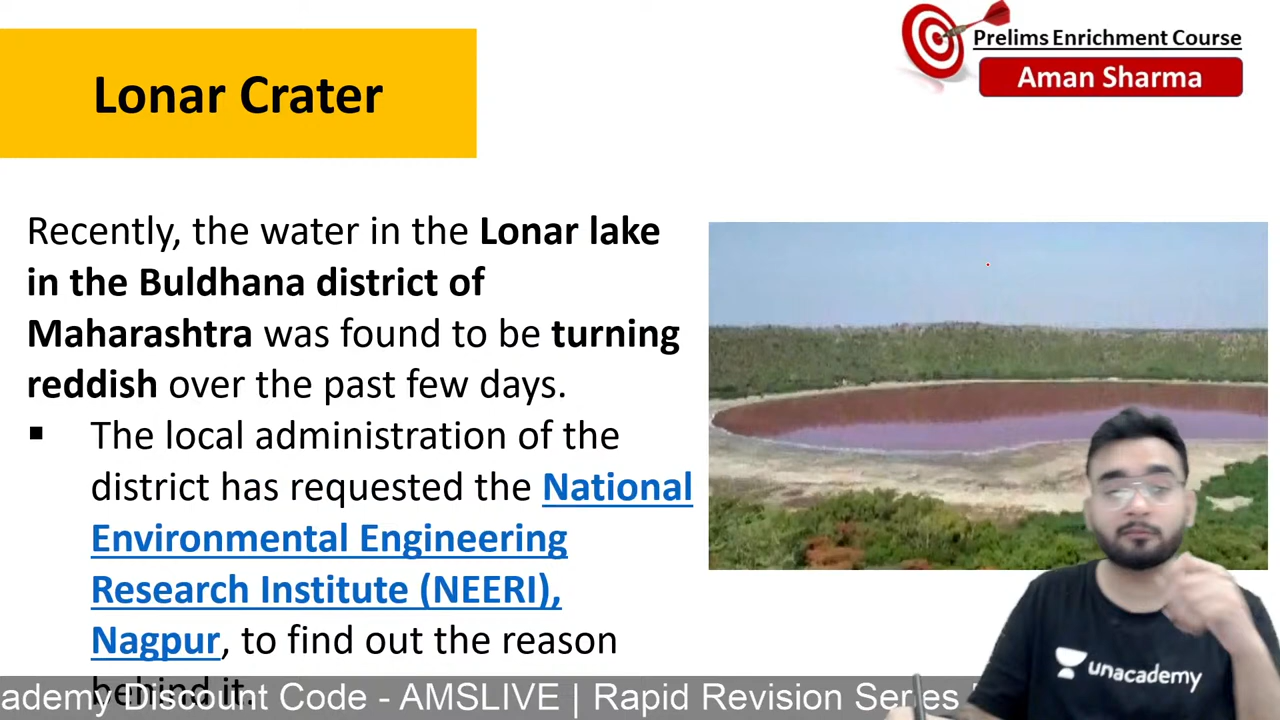 Prelims Enrichment Course
Aman Sharma
Lonar Crater
Recently, the water in the Lonar lake
in the Buldhana district of
Maharashtra was found to be turning
reddish over the past few days.
▪ The local administration of the
district has requested the National
Environmental Engineering
Research Institute (NEERI),
Nagpur, to find out the reason
behind it.
unacademy
ademy Discount Code - AMSLIVE | Rapid Revision Series